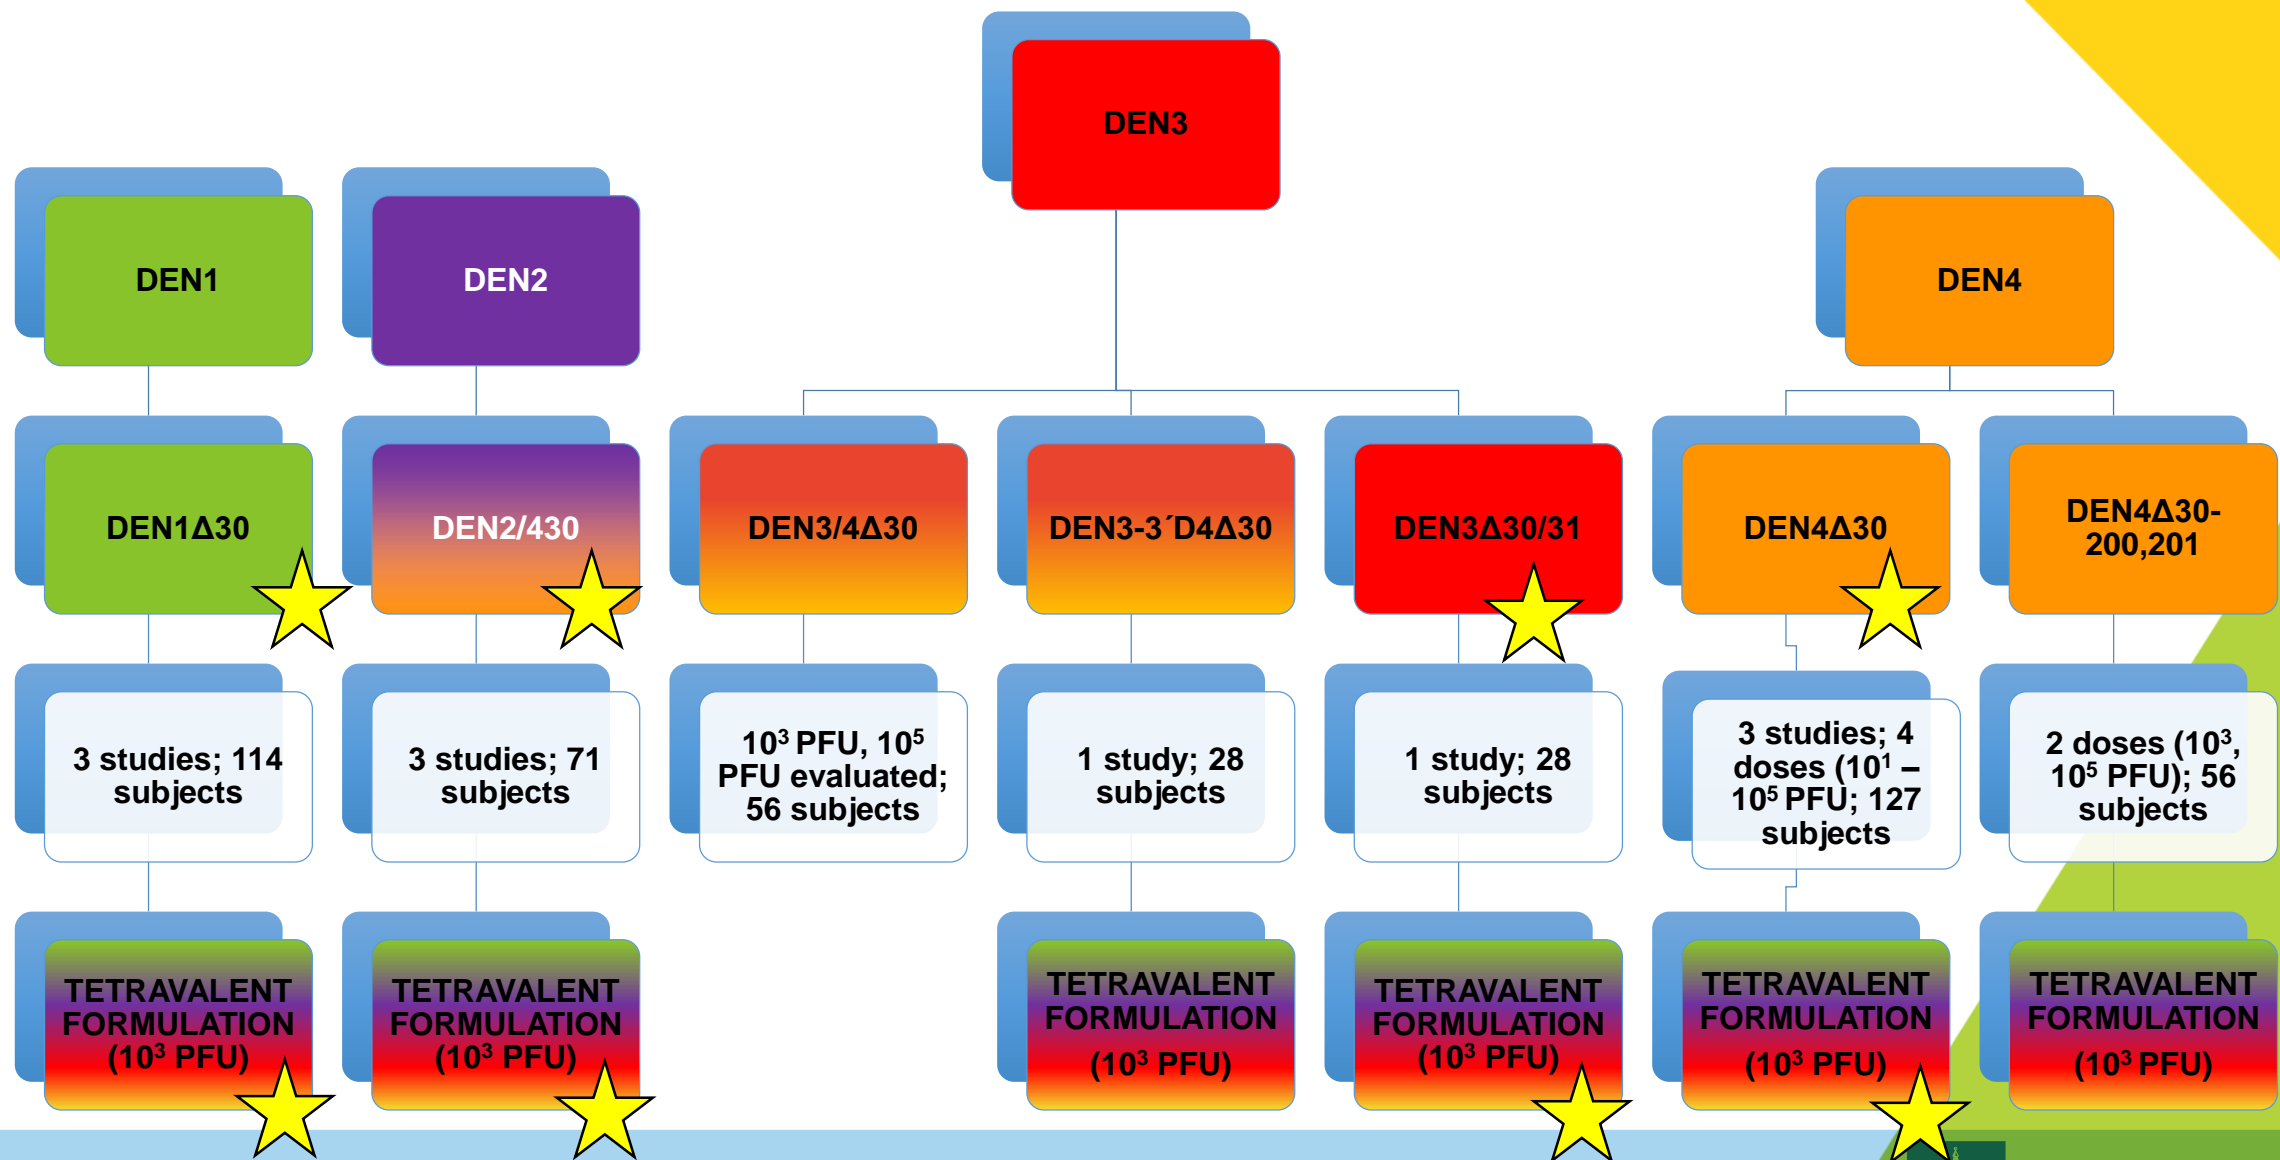 DEN3
DEN1
DEN2
DEN4
DEN1Δ30
DEN2/430
DEN3/4Δ30
DEN3-3´D4Δ30
DEN3Δ30/31
DEN4Δ30
DEN4Δ30-
200,201
3 studies; 114
subjects
3 studies; 71
subjects
10³ PFU, 10⁵
PFU evaluated;
56 subjects
1 study; 28
subjects
1 study; 28
subjects
3 studies; 4
doses (10¹ –
10⁵ PFU; 127
subjects
2 doses (10³,
10⁵ PFU); 56
subjects
TETRAVALENT
FORMULATION
(10³ PFU)
TETRAVALENT
FORMULATION
(10³ PFU)
TETRAVALENT
FORMULATION
(10³ PFU)
TETRAVALENT
FORMULATION
(10³ PFU)
TETRAVALENT
FORMULATION
(10³ PFU)
TETRAVALENT
FORMULATION
(10³ PFU)